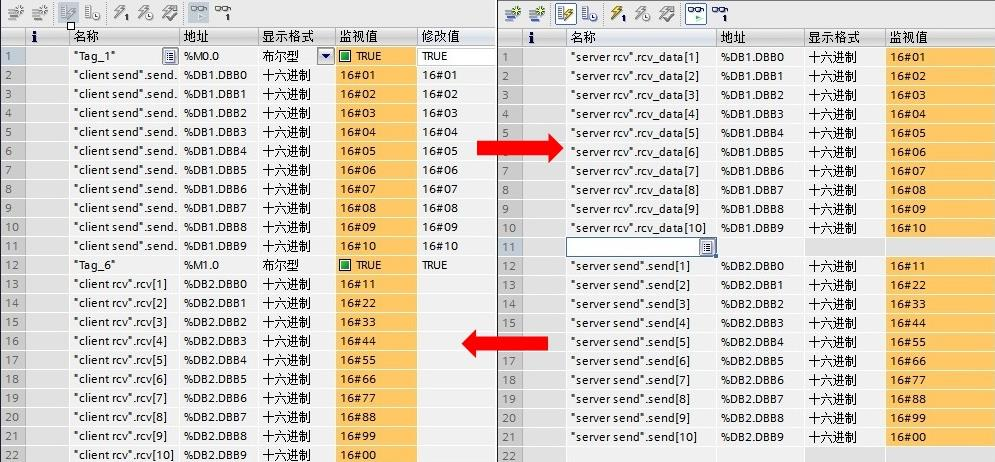 i 名称 地址 显示格式 监视值 修改值
1 "Tag_1" %M0.0 布尔型 TRUE TRUE
2 "client send".send. %DB1.DBB0 十六进制 16#01 16#01
3 "client send".send. %DB1.DBB1 十六进制 16#02 16#02
4 "client send".send. %DB1.DBB2 十六进制 16#03 16#03
5 "client send".send. %DB1.DBB3 十六进制 16#04 16#04
6 "client send".send. %DB1.DBB4 十六进制 16#05 16#05
7 "client send".send. %DB1.DBB5 十六进制 16#06 16#06
8 "client send".send. %DB1.DBB6 十六进制 16#07 16#07
9 "client send".send. %DB1.DBB7 十六进制 16#08 16#08
10 "client send".send. %DB1.DBB8 十六进制 16#09 16#09
11 "client send".send. %DB1.DBB9 十六进制 16#10 16#10
12 "Tag_6" %M1.0 布尔型 TRUE TRUE
13 "client rcv".rcv[1] %DB2.DBB0 十六进制 16#11
14 "client rcv".rcv[2] %DB2.DBB1 十六进制 16#22
15 "client rcv".rcv[3] %DB2.DBB2 十六进制 16#33
16 "client rcv".rcv[4] %DB2.DBB3 十六进制 16#44
17 "client rcv".rcv[5] %DB2.DBB4 十六进制 16#55
18 "client rcv".rcv[6] %DB2.DBB5 十六进制 16#66
19 "client rcv".rcv[7] %DB2.DBB6 十六进制 16#77
20 "client rcv".rcv[8] %DB2.DBB7 十六进制 16#88
21 "client rcv".rcv[9] %DB2.DBB8 十六进制 16#99
"client rcv".rcv[10] %DB2.DBB9 十六进制 16#00
i 名称 地址 显示格式 监视值
1 "server rcv".rcv_data[1] %DB1.DBB0 十六进制 16#01
2 "server rcv".rcv_data[2] %DB1.DBB1 十六进制 16#02
3 "server rcv".rcv_data[3] %DB1.DBB2 十六进制 16#03
4 "server rcv".rcv_data[4] %DB1.DBB3 十六进制 16#04
5 "server rcv".rcv_data[5] %DB1.DBB4 十六进制 16#05
"server rcv".rcv_data[6] %DB1.DBB5 十六进制 16#06
7 "server rcv".rcv_data[7] %DB1.DBB6 十六进制 16#07
8 "server rcv".rcv_data[8] %DB1.DBB7 十六进制 16#08
9 "server rcv".rcv_data[9] %DB1.DBB8 十六进制 16#09
10 "server rcv".rcv_data[10] %DB1.DBB9 十六进制 16#10
11
12 "server send".send[1] %DB2.DBB0 十六进制 16#11
13 "server send".send[2] %DB2.DBB1 十六进制 16#22
14 "server send".send[3] %DB2.DBB2 十六进制 16#33
15 "server send".send[4] %DB2.DBB3 十六进制 16#44
"server send".send[5] %DB2.DBB4 十六进制 16#55
17 "server send".send[6] %DB2.DBB5 十六进制 16#66
18 "server send".send[7] %DB2.DBB6 十六进制 16#77
19 "server send".send[8] %DB2.DBB7 十六进制 16#88
20 "server send".send[9] %DB2.DBB8 十六进制 16#99
21 "server send".send[10] %DB2.DBB9 十六进制 16#00
22